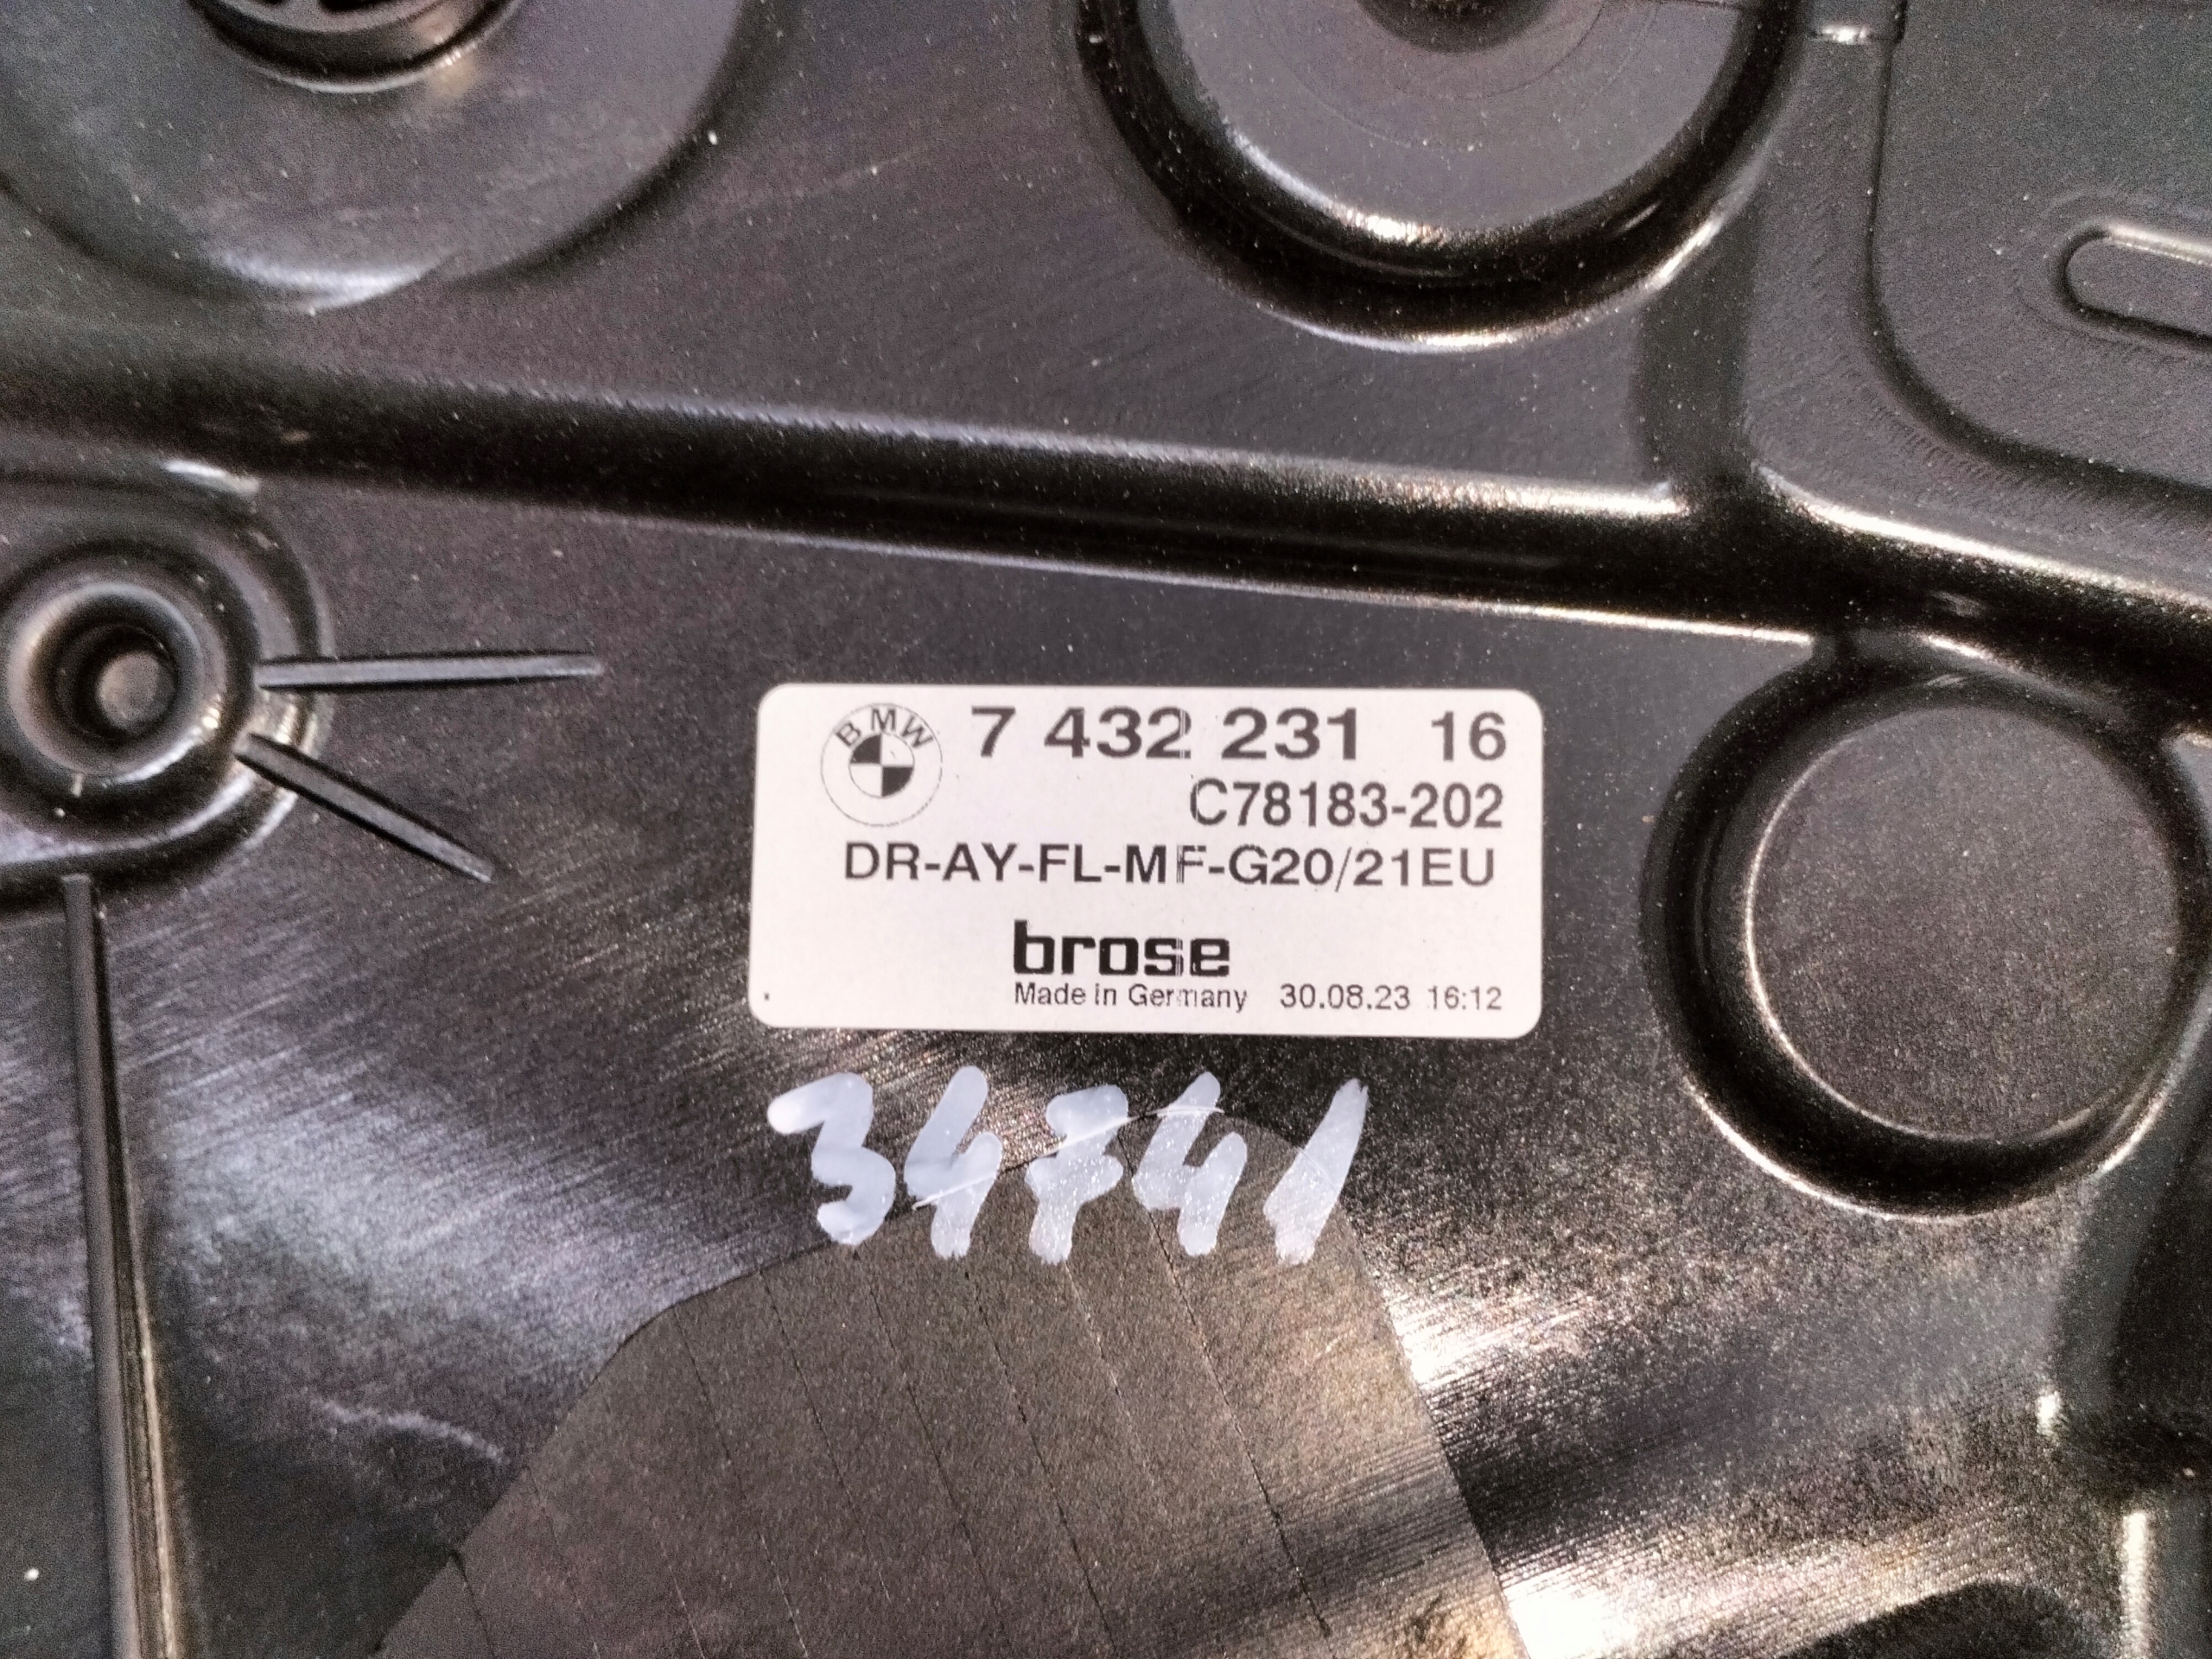 BMW 7 432 231 16
C78183-202
DR-AY-FL-MF-G20/21EU
brose
Made in Germany 30.08.23 16:12
34741